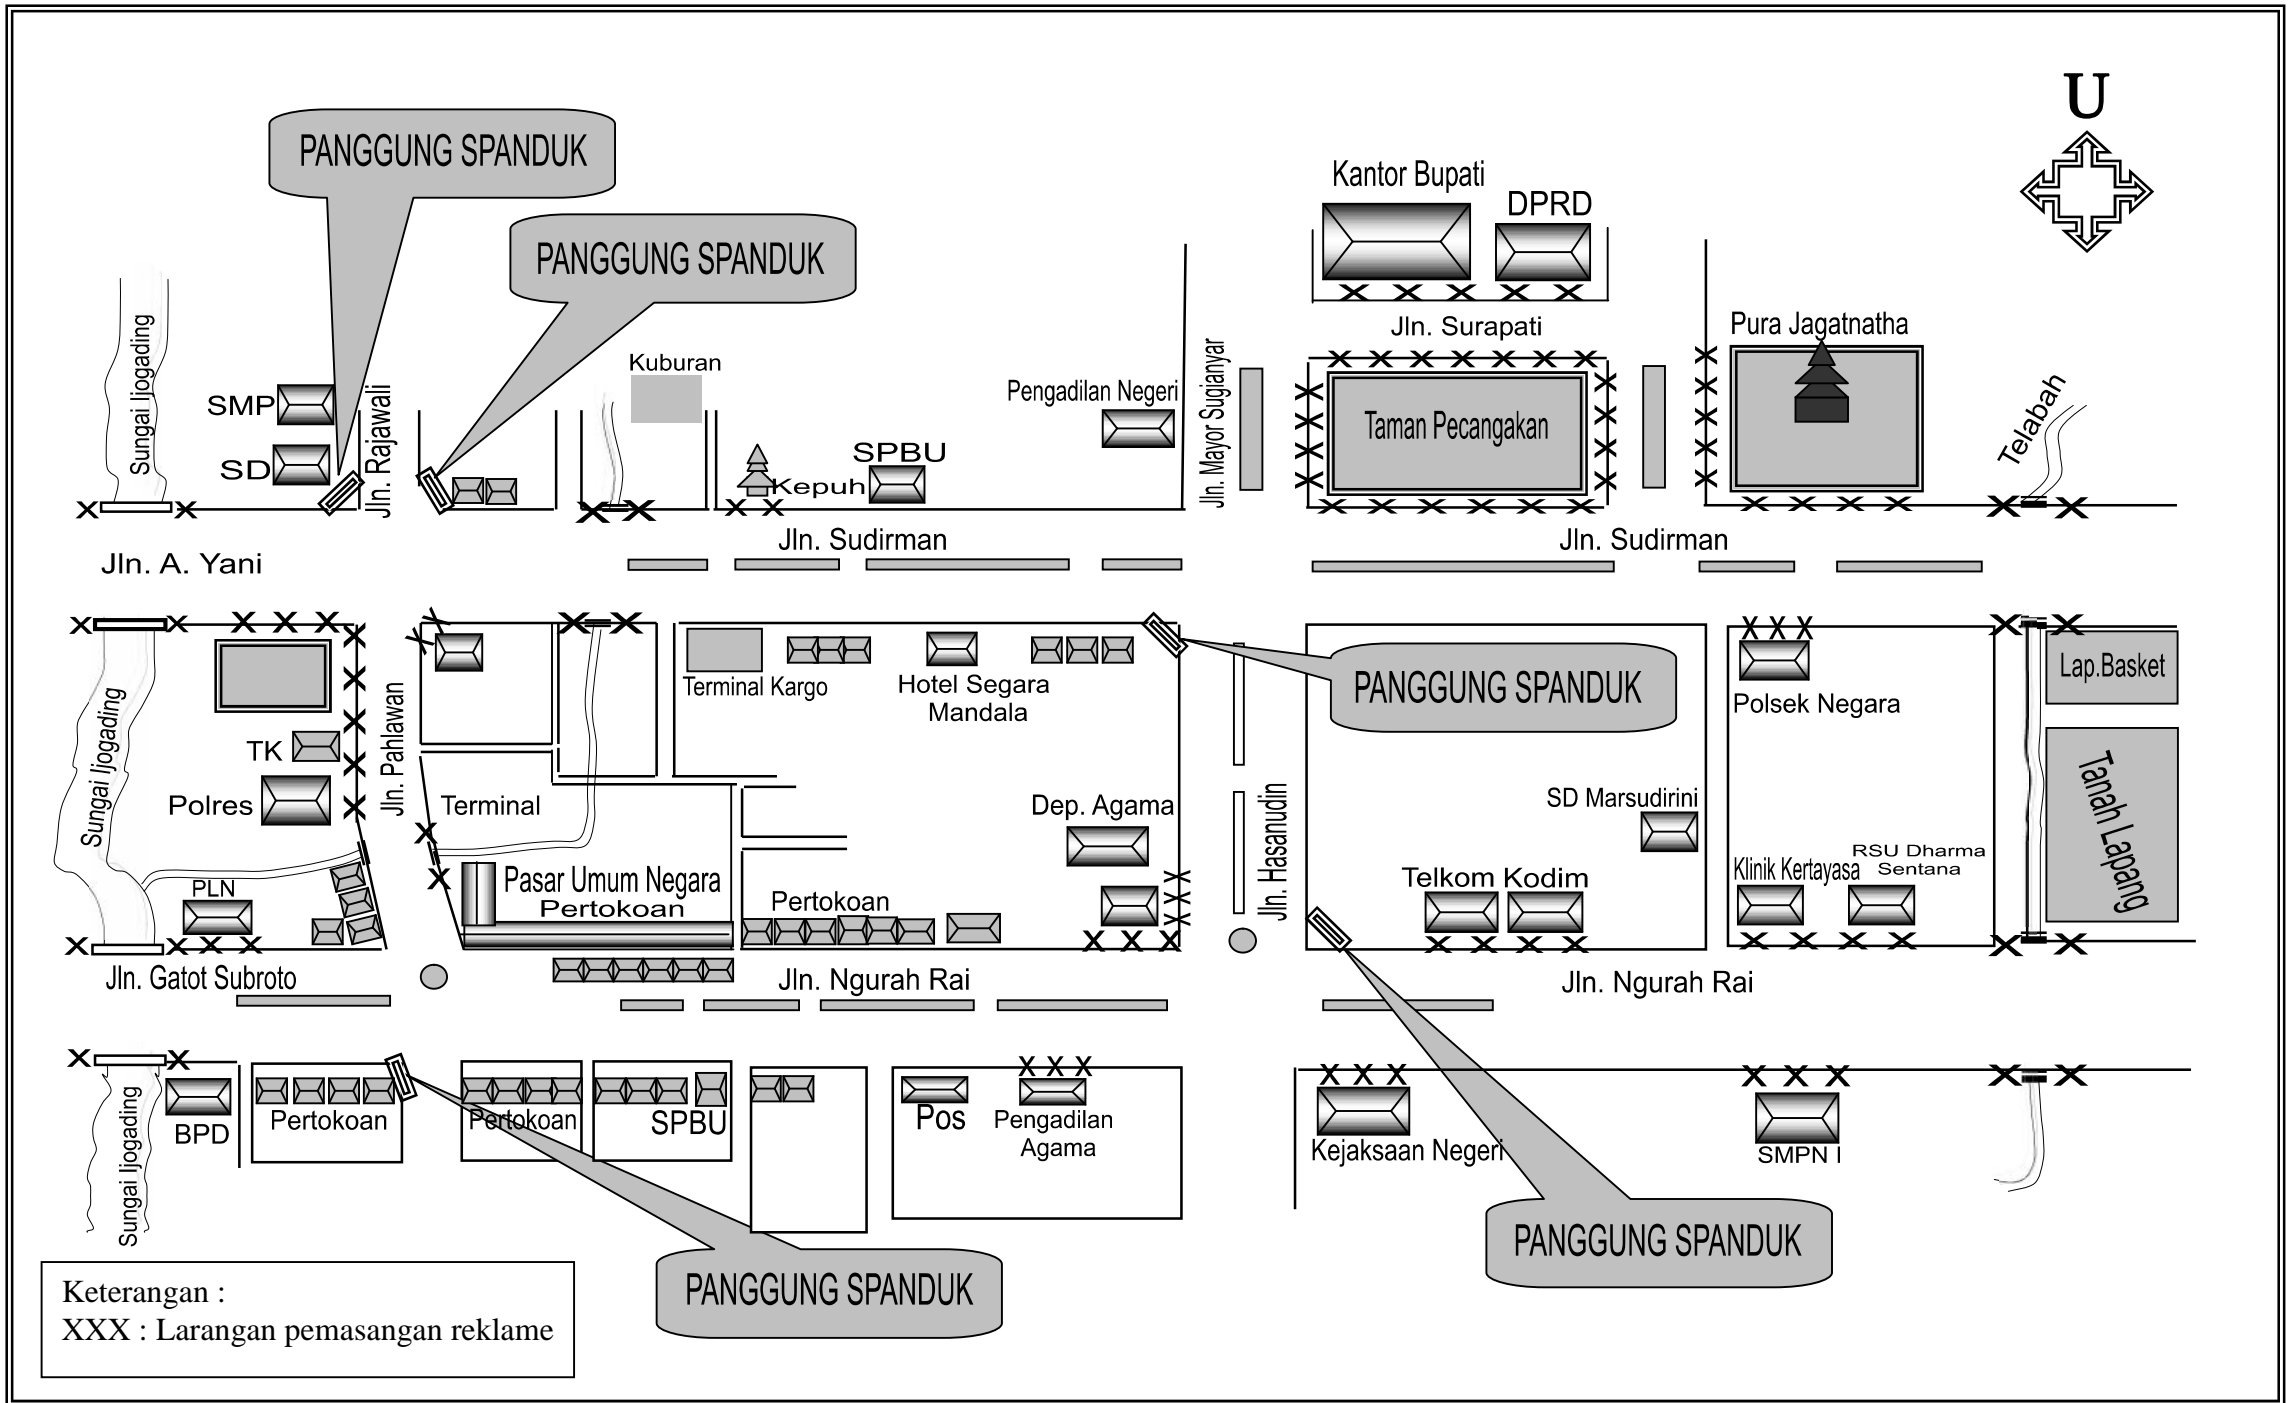 U
PANGGUNG SPANDUK
PANGGUNG SPANDUK
Kantor Bupati
DPRD
Jln. Surapati
Pura Jagatnatha
Sungai Ijogading
SMP
SD
Jln. Rajawali
Kuburan
Kepuh
SPBU
Pengadilan Negeri
Jln. Mayor Sugianyar
Taman Pecangakan
Telabah
Jln. A. Yani
Jln. Sudirman
Jln. Sudirman
Sungai Ijogading
TK
Polres
PLN
Jln. Pahlawan
Terminal
Pasar Umum Negara
Pertokoan
Terminal Kargo
Hotel Segara
Mandala
Dep. Agama
Pertokoan
Jln. Hasanudin
PANGGUNG SPANDUK
SD Marsudirini
Telkom
Kodim
Polsek Negara
Klinik Kertayasa
RSU Dharma
Sentana
Lap.Basket
Tanah Lapang
Jln. Gatot Subroto
Jln. Ngurah Rai
Jln. Ngurah Rai
Sungai Ijogading
BPD
Pertokoan
Pertokoan
SPBU
Pos
Pengadilan
Agama
Kejaksaan Negeri
SMPN I
PANGGUNG SPANDUK
PANGGUNG SPANDUK
Keterangan :
XXX : Larangan pemasangan reklame